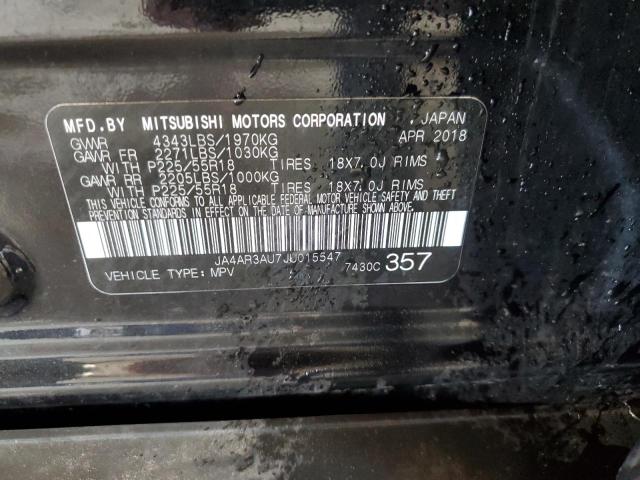 MFD.BY MITSUBISHI MOTORS CORPORATION , JAPAN
GVWR 4343LBS/1970KG APR 2018
GAWR FR 2271LBS/1030KG
WITH P225/55R18 TIRES 18X7.0J RIMS
GAWR RR 2205LBS/1000KG
WITH P225/55R18 TIRES 18X7.0J RIMS
THIS VEHICLE CONFORMS TO ALL APPLICABLE FEDERAL MOTOR VEHICLE SAFETY, BUMPER, AND THEFT
PREVENTION STANDARDS IN EFFECT ON THE DATE OF MANUFACTURE SHOWN ABOVE.
JA4AR3AU7JU015547
VEHICLE TYPE: MPV 7430C 357